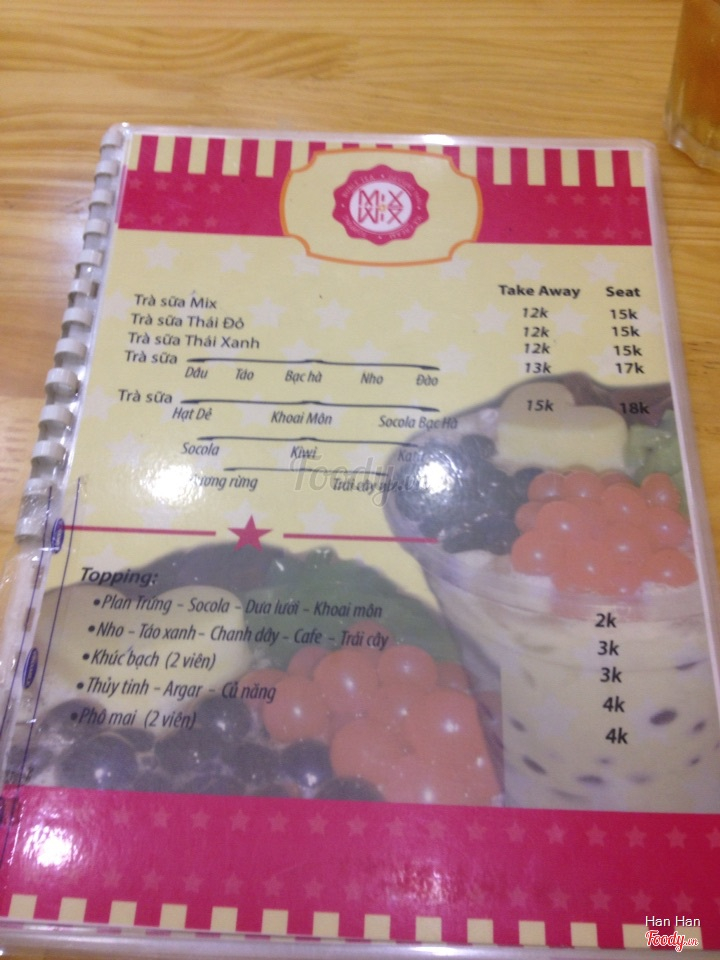 MiX
Take Away Seat
Trà sữa Mix 12k 15k
Trà sữa Thái Đỏ 12k 15k
Trà sữa Thái Xanh 12k 15k
Trà sữa 13k 17k
Dâu Táo Bạc hà Nho Đào
Trà sữa 15k 18k
Hạt Dẻ Khoai Môn Socola Bạc Hà
Socola Kiwi
rừng Trái cây
Foody
Topping:
•Plan Trứng - Socola - Dưa lưới - Khoai môn 2k
•Nho - Táo xanh - Chanh dây - Cafe - Trái cây 3k
•Khúc bạch (2 viên) 3k
•Thủy tinh - Argar - Củ năng 4k
•Phô mai (2 viên) 4k
Han Han
Foody.vn